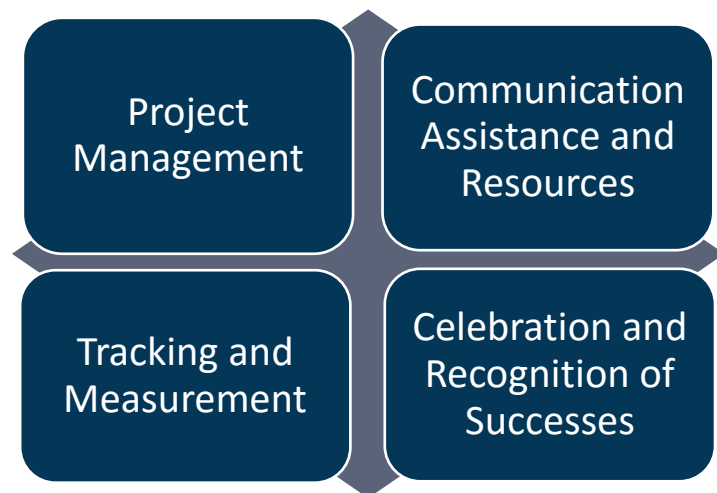 Project
Management
Communication
Assistance and
Resources
Tracking and
Measurement
Celebration and
Recognition of
Successes